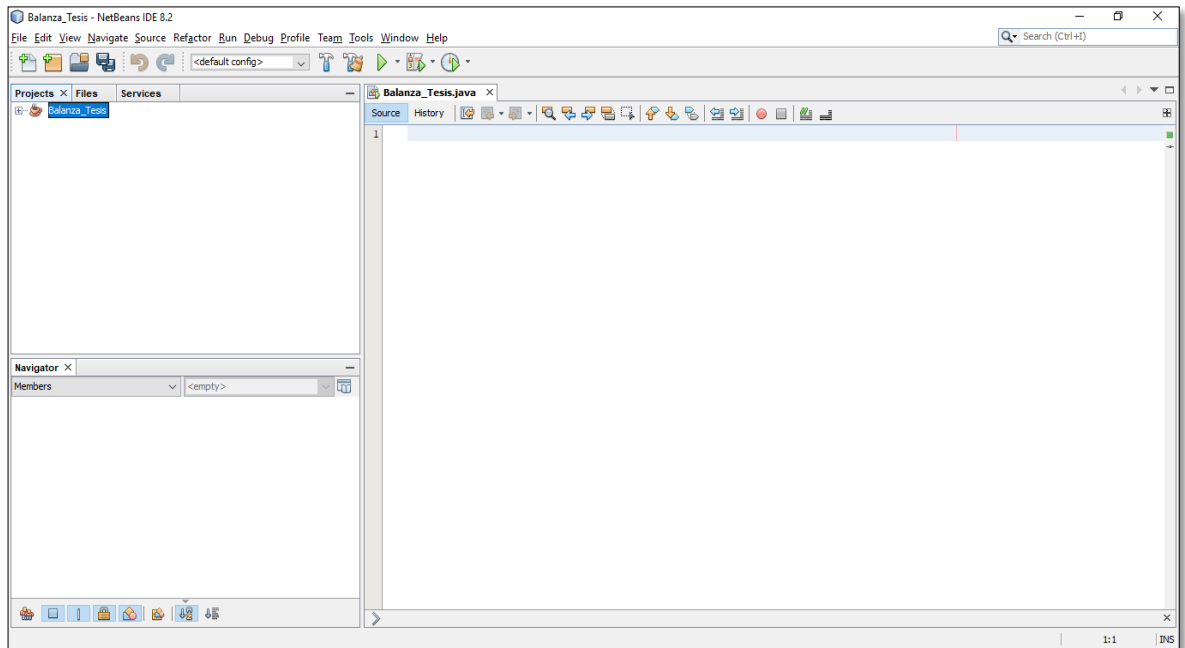 Balanza_Tesis - NetBeans IDE 8.2
File Edit View Navigate Source Refactor Run Debug Profile Team Tools Window Help
Search (Ctrl+I)
<default config>
Projects Files Services
Balanza_Tesis.java
Balanza_Tesis
Source History
1
Navigator
Members
<empty>
1:1 INS